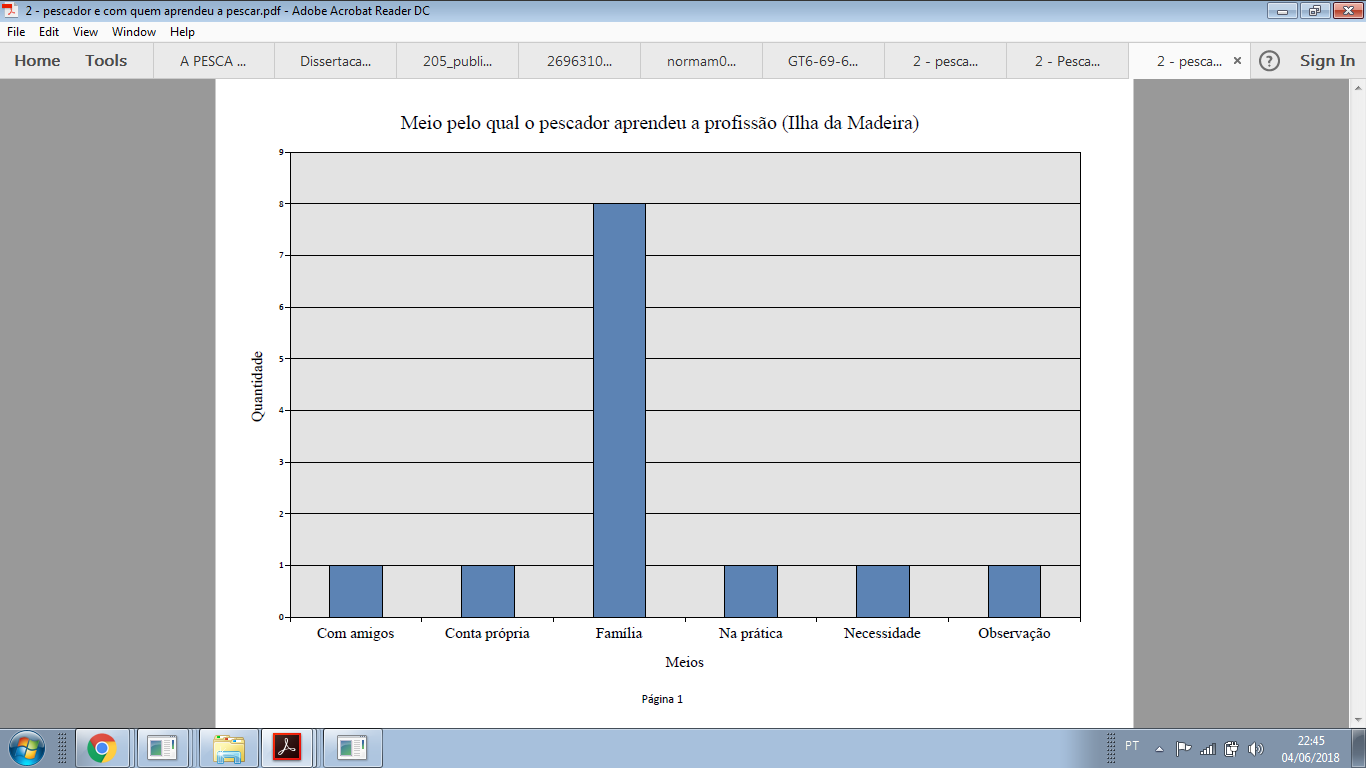 2 - pescador e com quem aprendeu a pescar.pdf - Adobe Acrobat Reader DC
File Edit View Window Help
Home Tools A PESCA ... Dissertaca... 205_publi... 2696310... normam0... GT6-69-6... 2 - pesca... 2 - Pesca... 2 - pesca... × ? Sign In
Meio pelo qual o pescador aprendeu a profissão (Ilha da Madeira)
9
8
7
6
5
4
3
2
1
0
Quantidade
Com amigos Conta própria Família Na prática Necessidade Observação
Meios
Página 1
PT 22:45
04/06/2018